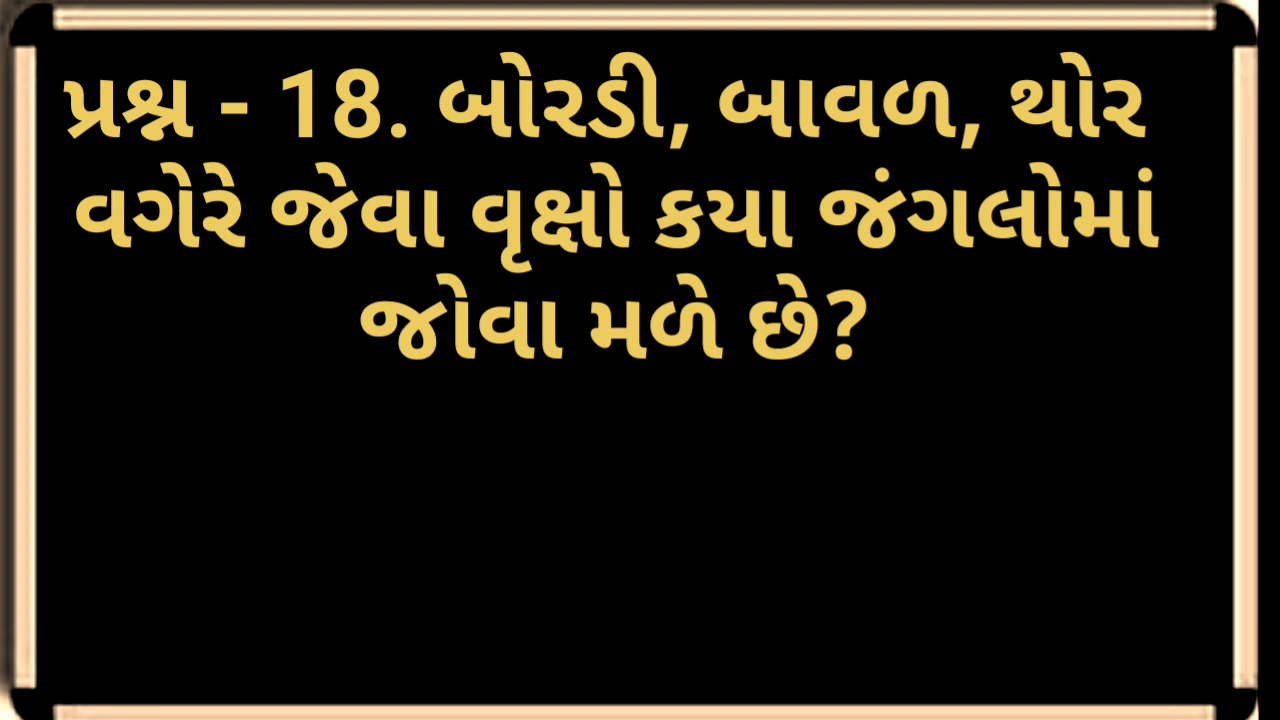 પ્રશ્ન - 18. બોરડી, બાવળ, થોર
વગેરે જેવા વૃક્ષો કયા જંગલોમાં
જોવા મળે છે?